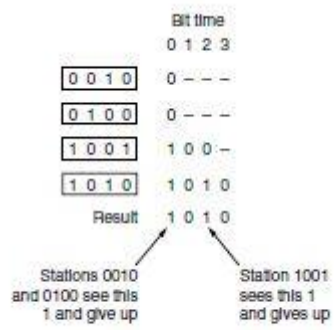 Bit time
0 1 2 3
0 0 1 0 0 – – –
0 1 0 0 0 – – –
1 0 0 1 1 0 0 –
1 0 1 0 1 0 1 0
Result 1 0 1 0
Stations 0010
and 0100 see this
1 and give up
Station 1001
sees this 1
and gives up